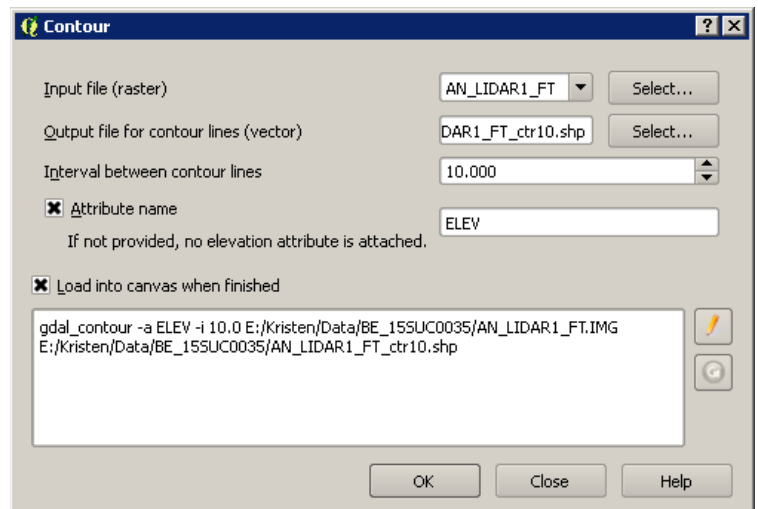 Contour
Input file (raster) AN_LIDAR1_FT Select...
Output file for contour lines (vector) DAR1_FT_ctr10.shp Select...
Interval between contour lines 10.000
Attribute name
ELEV
If not provided, no elevation attribute is attached.
Load into canvas when finished
gdal_contour -a ELEV -i 10.0 E:/Kristen/Data/BE_15SUC0035/AN_LIDAR1_FT.IMG
E:/Kristen/Data/BE_15SUC0035/AN_LIDAR1_FT_ctr10.shp
OK Close Help